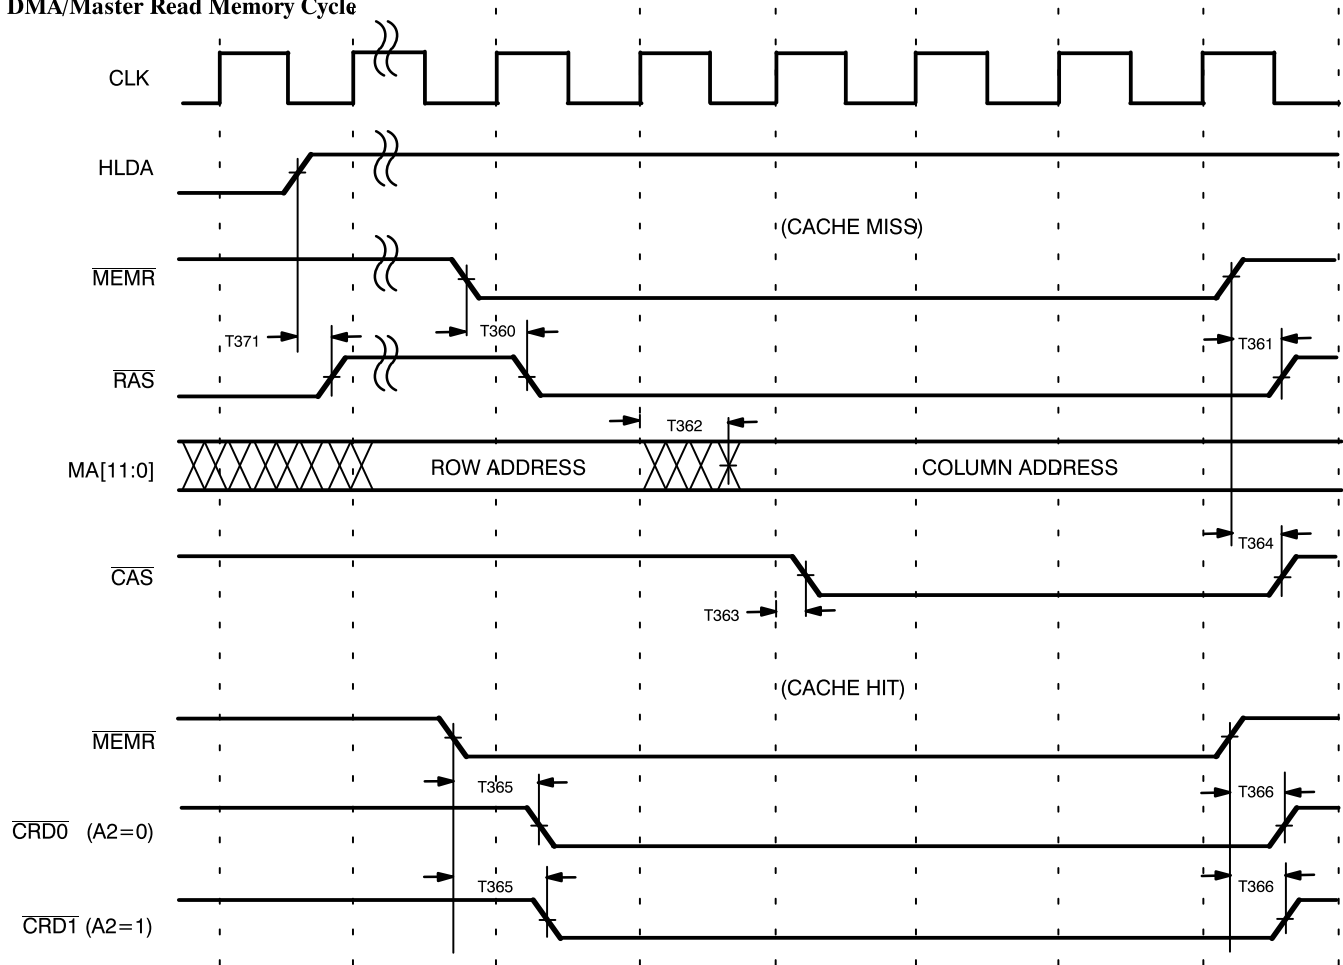 DMA/Master Read Memory Cycle
CLK
HLDA
(CACHE MISS)
MEMR
T371
T360
T361
RAS
T362
MA[11:0]
ROW ADDRESS
COLUMN ADDRESS
T364
CAS
T363
(CACHE HIT)
MEMR
T365
T366
CRD0 (A2=0)
T365
T366
CRD1 (A2=1)